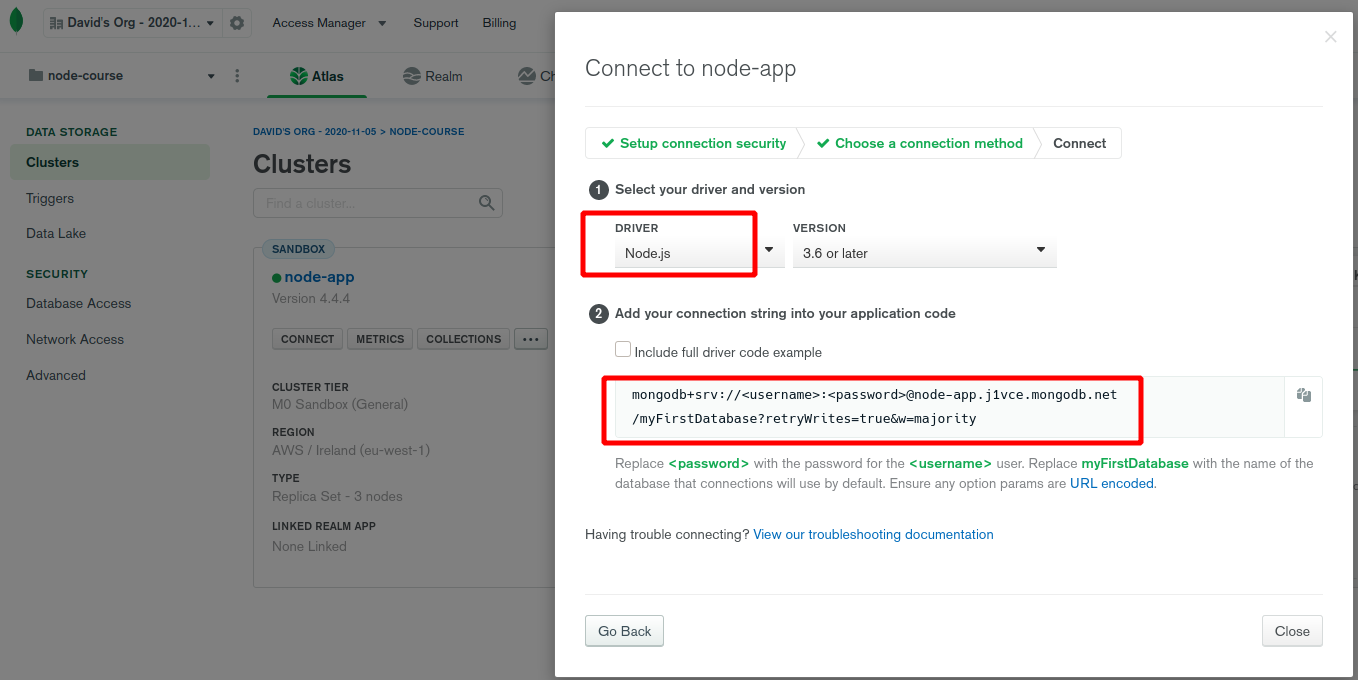 David's Org - 2020-1...
Access Manager
Support
Billing
node-course
Atlas
Realm
Ch
DATA STORAGE
Clusters
Triggers
Data Lake
SECURITY
Database Access
Network Access
Advanced
DAVID'S ORG - 2020-11-05 > NODE-COURSE
Clusters
Find a cluster...
SANDBOX
node-app
Version 4.4.4
CONNECT
METRICS
COLLECTIONS
...
CLUSTER TIER
M0 Sandbox (General)
REGION
AWS / Ireland (eu-west-1)
TYPE
Replica Set - 3 nodes
LINKED REALM APP
None Linked
Connect to node-app
Setup connection security
Choose a connection method
Connect
1 Select your driver and version
DRIVER
VERSION
Node.js
3.6 or later
2 Add your connection string into your application code
Include full driver code example
mongodb+srv://<username>:<password>@node-app.j1vce.mongodb.net
/myFirstDatabase?retryWrites=true&w=majority
Replace <password> with the password for the <username> user. Replace myFirstDatabase with the name of the
database that connections will use by default. Ensure any option params are URL encoded.
Having trouble connecting? View our troubleshooting documentation
Go Back
Close